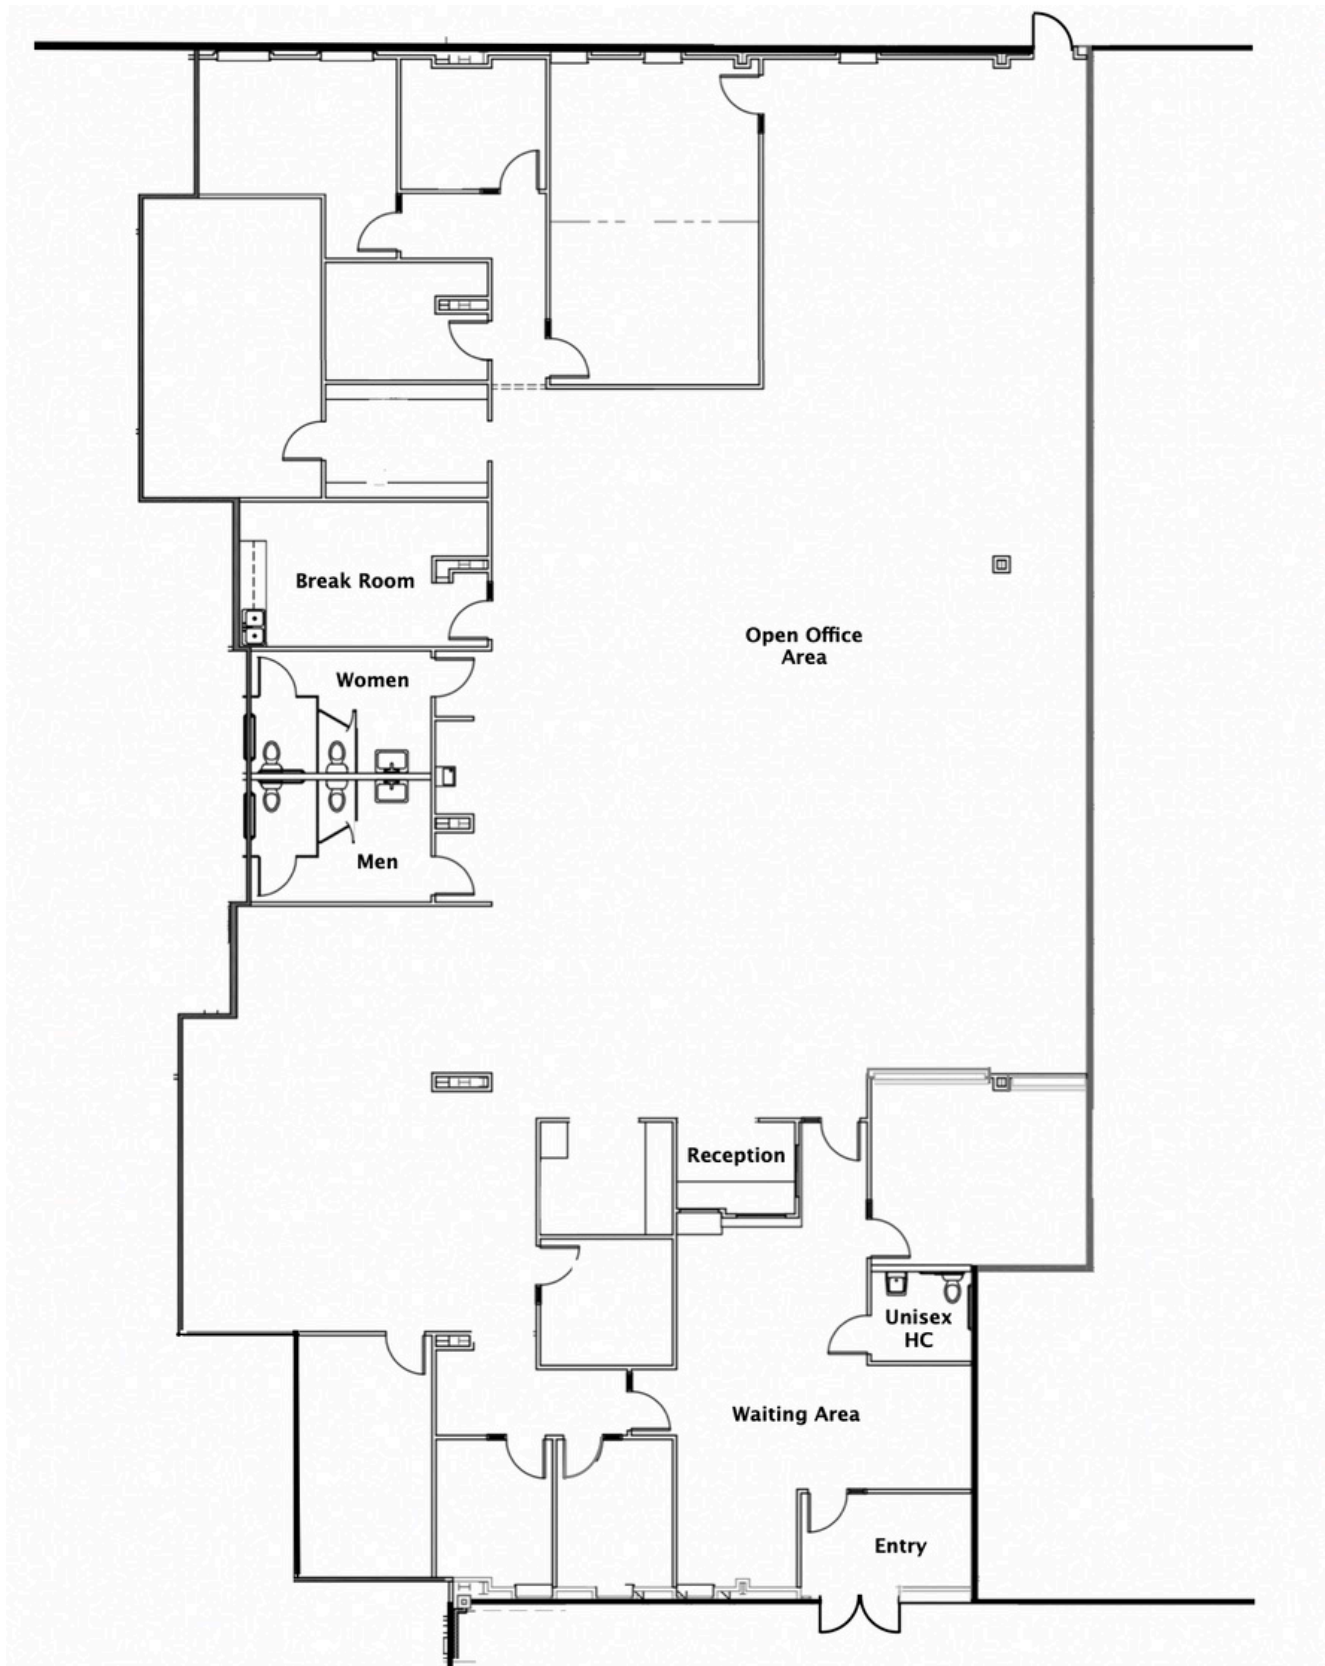 Break Room
Open Office
Area
Women
Men
Reception
Unisex
HC
Waiting Area
Entry